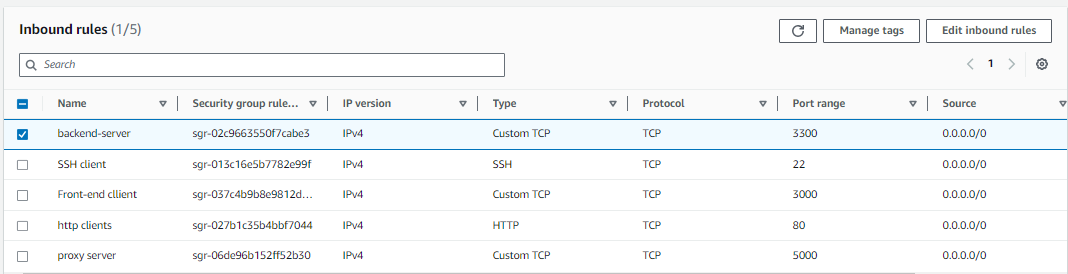 Inbound rules (1/5)
Manage tags
Edit inbound rules
Search
1
Name Security group rule... IP version Type Protocol Port range Source
backend-server sgr-02c9663550f7cabe3 IPv4 Custom TCP TCP 3300 0.0.0.0/0
SSH client sgr-013c16e5b7782e99f IPv4 SSH TCP 22 0.0.0.0/0
Front-end cllient sgr-037c4b9b8e9812d... IPv4 Custom TCP TCP 3000 0.0.0.0/0
http clients sgr-027b1c35b4bbf7044 IPv4 HTTP TCP 80 0.0.0.0/0
proxy server sgr-06de96b152ff52b30 IPv4 Custom TCP TCP 5000 0.0.0.0/0